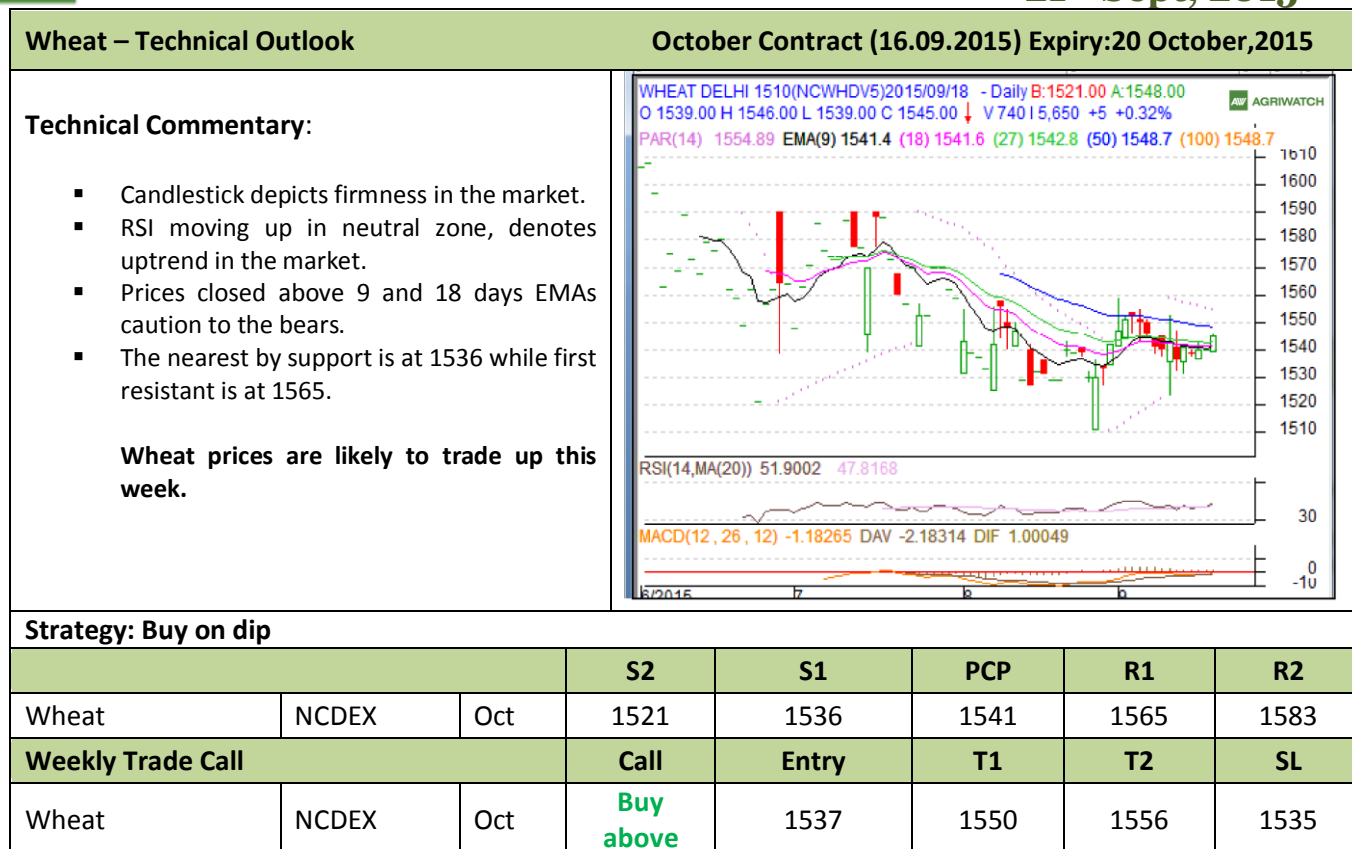 Wheat – Technical Outlook October Contract (16.09.2015) Expiry:20 October,2015
Technical Commentary:
▪ Candlestick depicts firmness in the market.
▪ RSI moving up in neutral zone, denotes
uptrend in the market.
▪ Prices closed above 9 and 18 days EMAs
caution to the bears.
▪ The nearest by support is at 1536 while first
resistant is at 1565.
Wheat prices are likely to trade up this
week.
WHEAT DELHI 1510(NCWHDV5)2015/09/18 - Daily B:1521.00 A:1548.00
AW AGRIWATCH
O 1539.00 H 1546.00 L 1539.00 C 1545.00 ↓ V 740 I 5,650 +5 +0.32%
PAR(14) 1554.89 EMA(9) 1541.4 (18) 1541.6 (27) 1542.8 (50) 1548.7 (100) 1548.7
1610
1600
1590
1580
1570
1560
1550
1540
1530
1520
1510
RSI(14,MA(20)) 51.9002 47.8168
30
MACD(12 , 26 , 12) -1.18265 DAV -2.18314 DIF 1.00049
0
-10
6/2015 7 8 9
Strategy: Buy on dip
S2 S1 PCP R1 R2
Wheat NCDEX Oct 1521 1536 1541 1565 1583
Weekly Trade Call Call Entry T1 T2 SL
Wheat NCDEX Oct Buy above 1537 1550 1556 1535